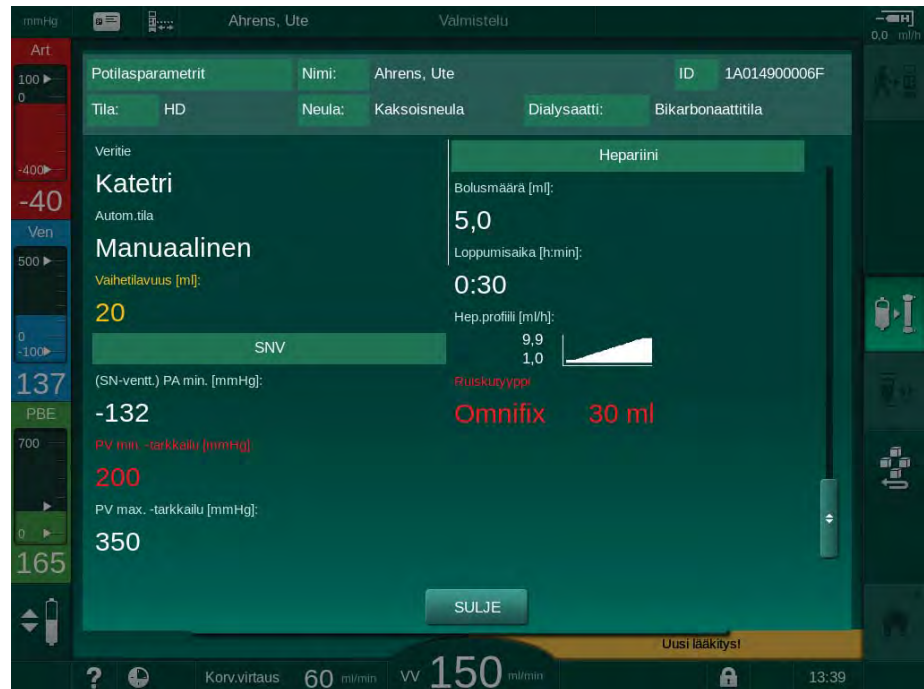 mmHg Ahrens, Ute Valmistelu 0,0 ml/h
Art
100
0
-400
-40
Ven
500
0
-100
137
PBE
700
0
165
Potilasparametrit Nimi: Ahrens, Ute ID 1A014900006F
Tila: HD Neula: Kaksoisneula Dialysaatti: Bikarbonaattitila
Veritie
Katetri
Autom.tila
Manuaalinen
Vaihetilavuus [ml]:
20
SNV
(SN-ventt.) PA min. [mmHg]:
-132
PV min. -tarkkailu [mmHg]
200
PV max. -tarkkailu [mmHg]:
350
Hepariini
Bolusmäärä [ml]:
5,0
Loppumisaika [h:min]:
0:30
Hep.profiili [ml/h]:
9,9
1,0
Ruiskutyyppi
Omnifix 30 ml
SULJE
Uusi lääkitys!
? Korv.virtaus 60 ml/min VV 150 ml/min 13:39